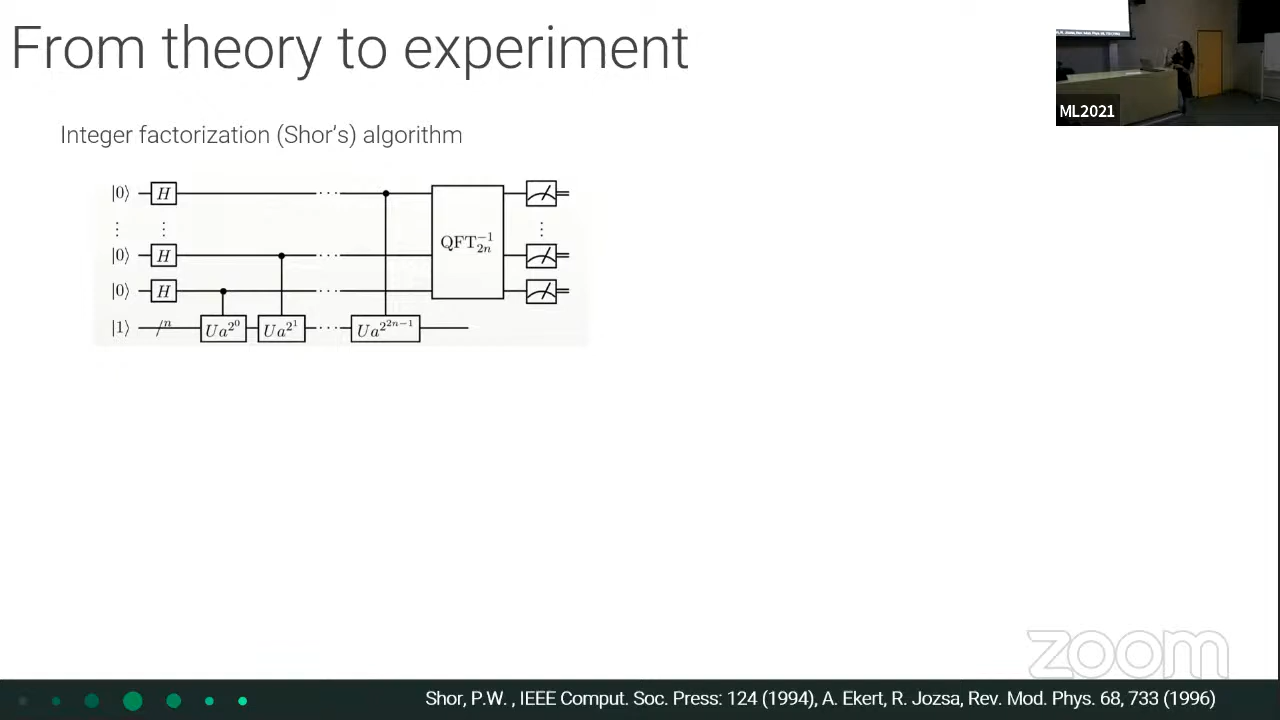 From theory to experiment
ML2021
Integer factorization (Shor's) algorithm
|0⟩ H ··· QFT₂ₙ⁻¹
⋮ ⋮ ⋮
|0⟩ H ···
|0⟩ H ···
|1⟩ /n Ua^{2^0} Ua^{2^1} ··· Ua^{2^{2n−1}}
zoom
Shor, P.W. , IEEE Comput. Soc. Press: 124 (1994), A. Ekert, R. Jozsa, Rev. Mod. Phys. 68, 733 (1996)